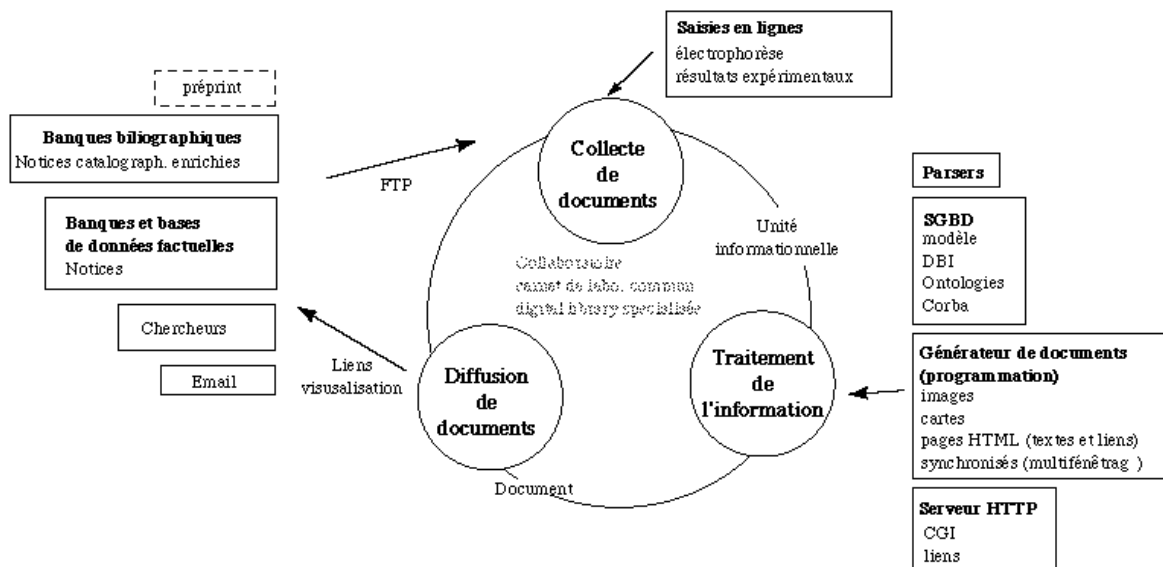 Saisies en lignes
électrophorèse
résultats expérimentaux
préprint
Banques biliographiques
Notices catalograph. enrichies
FTP
Banques et bases
de données factuelles
Notices
Chercheurs
Email
Liens
visusalisation
Collecte
de
documents
Unité
informationnelle
Collaboratoire
carnet de labo. common
digital library specialisée
Diffusion
de
documents
Traitement
de
l'information
Document
Parsers
SGBD
modèle
DBI
Ontologies
Corba
Générateur de documents
(programmation)
images
cartes
pages HTML (textes et liens)
synchronisés (multifénêtrag )
Serveur HTTP
CGI
liens